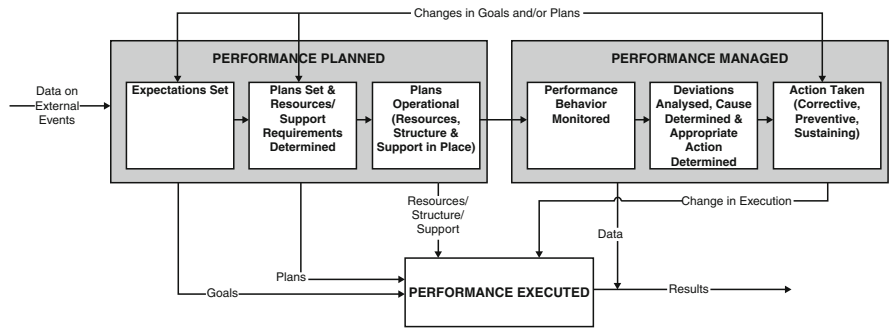 Changes in Goals and/or Plans
PERFORMANCE PLANNED
PERFORMANCE MANAGED
Data on
External
Events
Expectations Set
Plans Set &
Resources/
Support
Requirements
Determined
Plans
Operational
(Resources,
Structure &
Support in Place)
Performance
Behavior
Monitored
Deviations
Analysed, Cause
Determined &
Appropriate
Action
Determined
Action Taken
(Corrective,
Preventive,
Sustaining)
Resources/
Structure/
Support
Change in Execution
Data
Plans
Goals
PERFORMANCE EXECUTED
Results